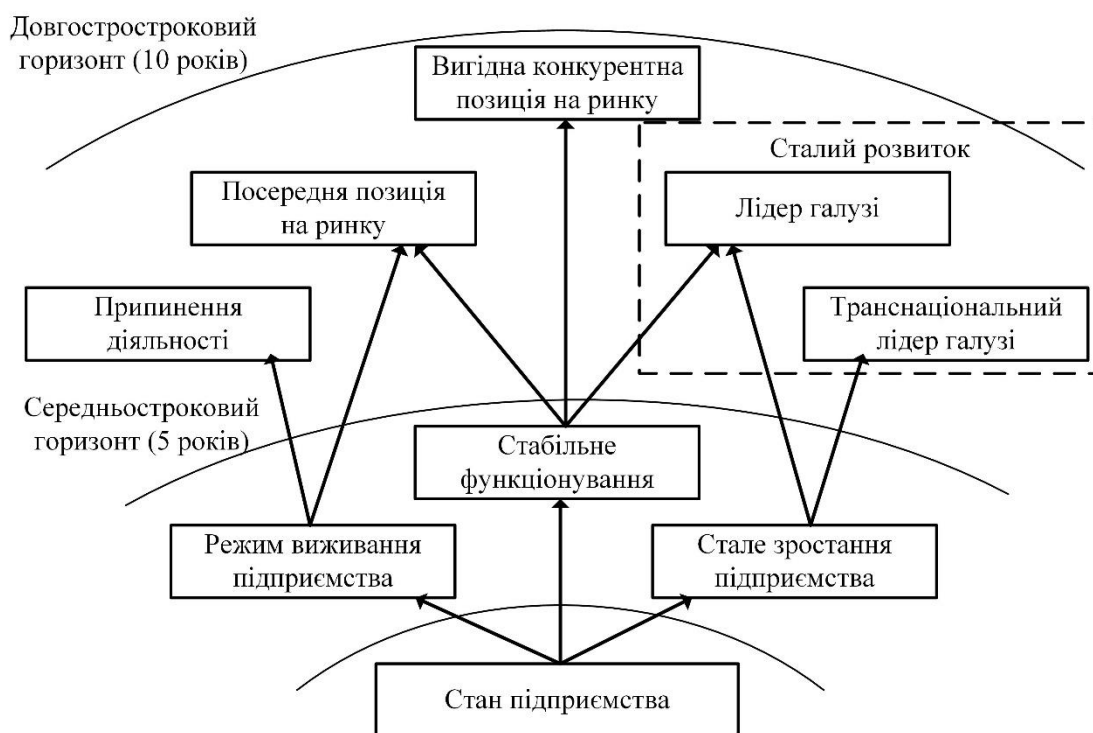 Довгостростроковий
горизонт (10 років)
Вигідна конкурентна
позиція на ринку
Сталий розвиток
Посередня позиція
на ринку
Лідер галузі
Припинення
діяльності
Транснаціональний
лідер галузі
Середньостроковий
горизонт (5 років)
Стабільне
функціонування
Режим виживання
підприємства
Стале зростання
підприємства
Стан підприємства